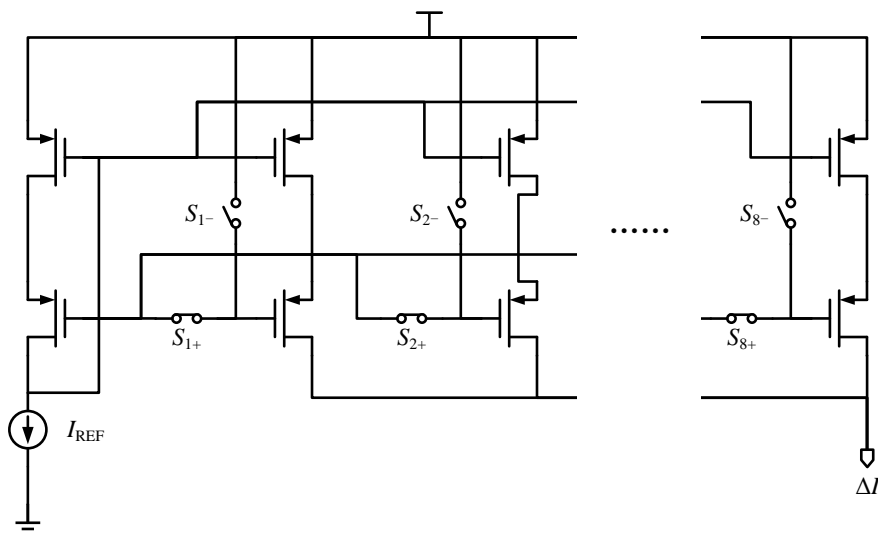 S1−
S2−
S8−
......
S1+
S2+
S8+
IREF
ΔI